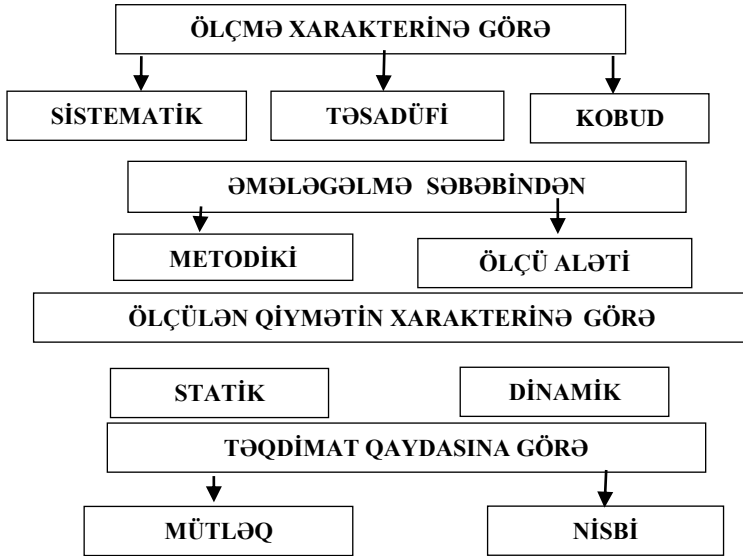 ÖLÇMƏ XARAKTERİNƏ GÖRƏ
SİSTEMATİK TƏSADÜFİ KOBUD
ƏMƏLƏGƏLMƏ SƏBƏBİNDƏN
METODİKİ ÖLÇÜ ALƏTİ
ÖLÇÜLƏN QİYMƏTİN XARAKTERİNƏ GÖRƏ
STATİK DİNAMİK
TƏQDİMAT QAYDASINA GÖRƏ
MÜTLƏQ NİSBİ